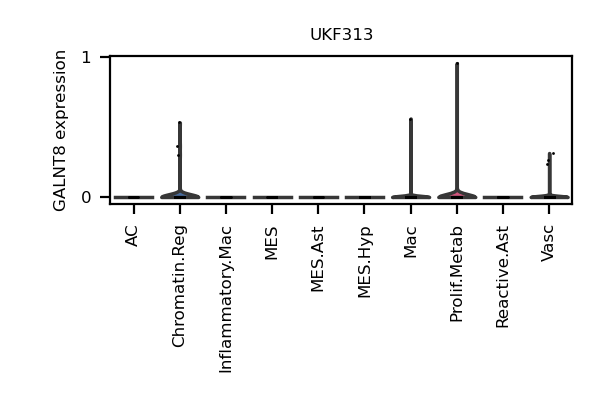 UKF313
GALNT8 expression
1
0
AC
Chromatin.Reg
Inflammatory.Mac
MES
MES.Ast
MES.Hyp
Mac
Prolif.Metab
Reactive.Ast
Vasc